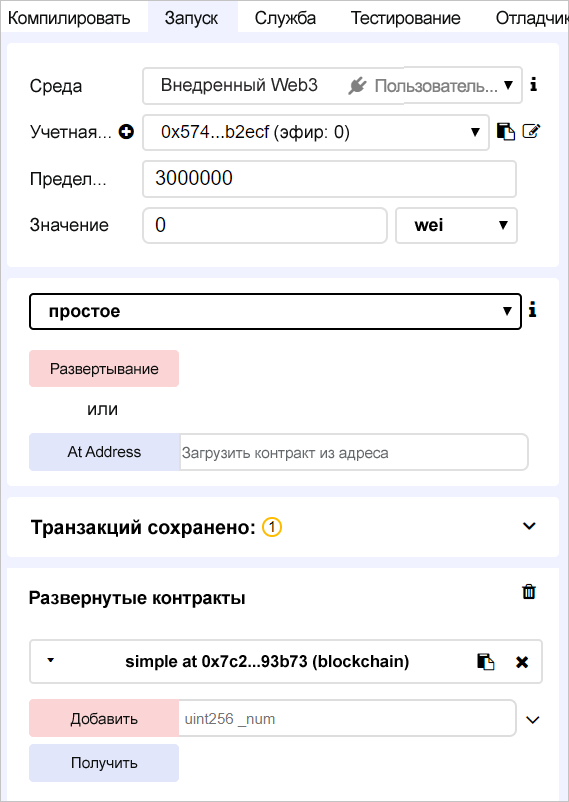 Компилировать Запуск Служба Тестирование Отладчик
Среда Внедренный Web3 Пользователь...
Учетная... 0x574...b2ecf (эфир: 0)
Предел... 3000000
Значение 0 wei
простое
Развертывание
или
At Address Загрузить контракт из адреса
Транзакций сохранено: 1
Развернутые контракты
simple at 0x7c2...93b73 (blockchain)
Добавить uint256 _num
Получить